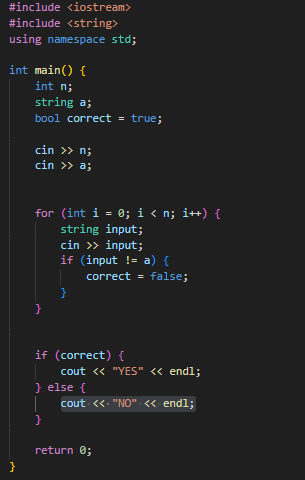 #include <iostream>
#include <string>
using namespace std;

int main() {
    int n;
    string a;
    bool correct = true;

    cin >> n;
    cin >> a;


    for (int i = 0; i < n; i++) {
        string input;
        cin >> input;
        if (input != a) {
            correct = false;
        }
    }


    if (correct) {
        cout << "YES" << endl;
    } else {
        cout << "NO" << endl;
    }

    return 0;
}